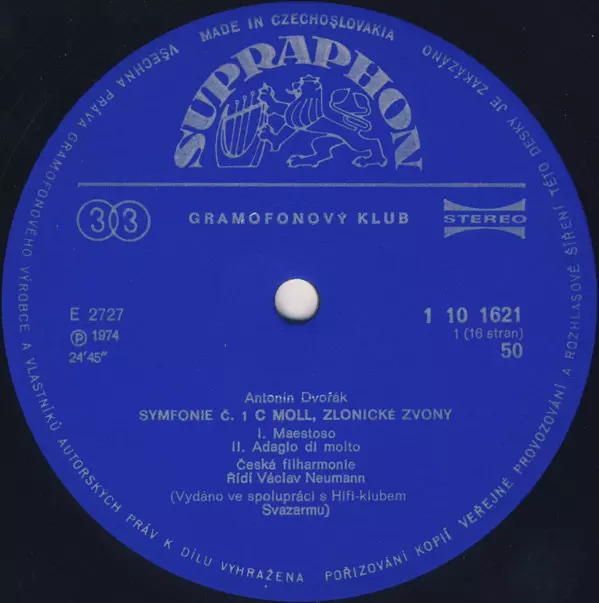 MADE IN CZECHOSLOVAKIA
SUPRAPHON
33
GRAMOFONOVÝ KLUB
STEREO
E 2727
Ⓟ 1974
24'45"
1 10 1621
1 (16 stran)
50
Antonín Dvořák
SYMFONIE Č. 1 C MOLL, ZLONICKÉ ZVONY
I. Maestoso
II. Adagio di molto
Česká filharmonie
Řídí Václav Neumann
(Vydáno ve spolupráci s Hifi-klubem
Svazarmu)
VŠECHNA PRÁVA GRAMOFONOVÉHO VÝROBCE A VLASTNÍKŮ AUTORSKÝCH PRÁV K DÍLU VYHRAŽENA
POŘIZOVÁNÍ KOPIÍ VEŘEJNÉ PROVOZOVÁNÍ A ROZHLASOVÉ ŠÍŘENÍ TÉTO DESKY JE ZAKÁZÁNO